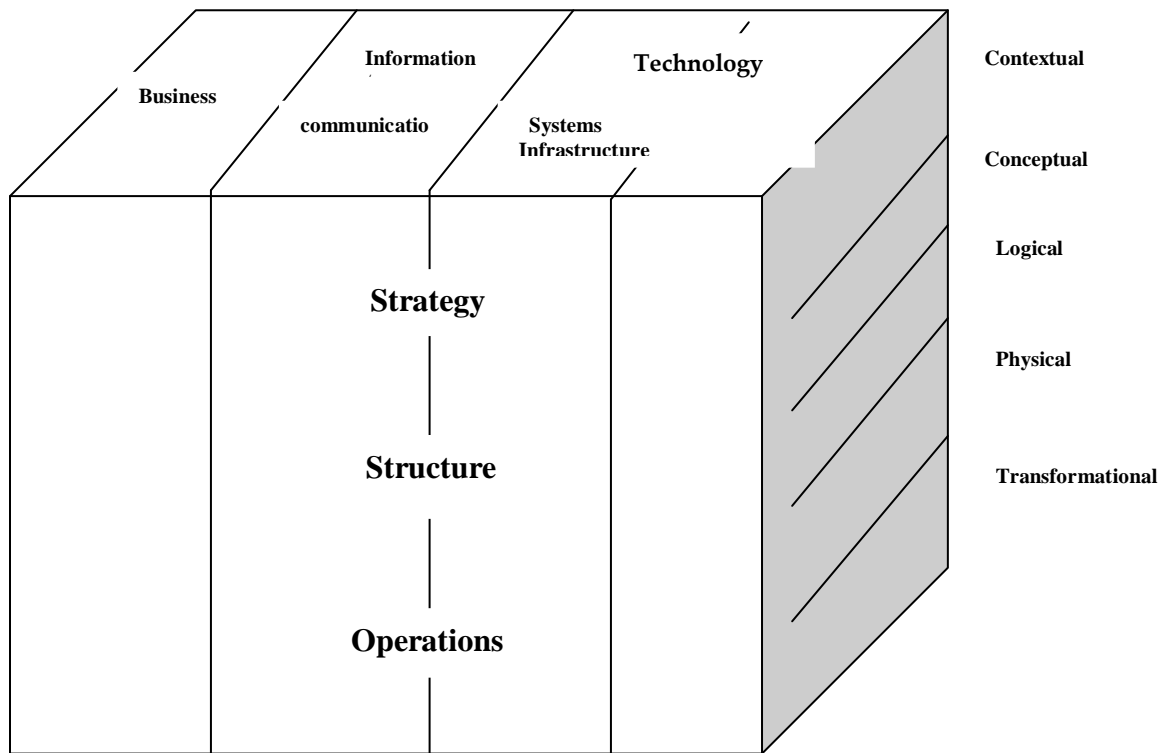 Business
Information
communicatio
Systems
Infrastructure
Technology
Contextual
Conceptual
Logical
Physical
Transformational
Strategy
Structure
Operations